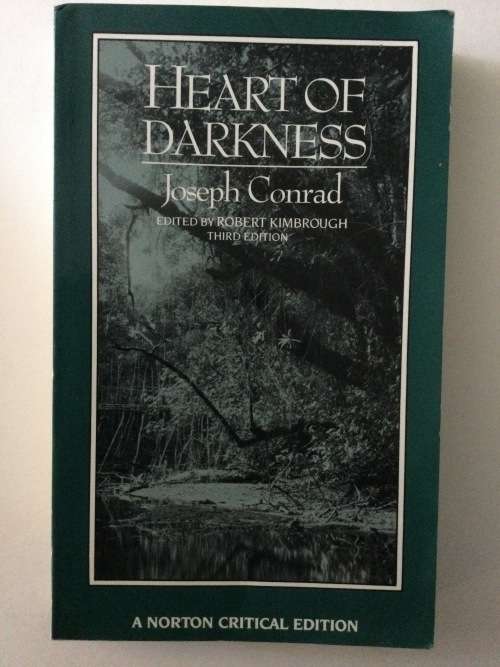 HEART OF
DARKNESS
Joseph Conrad
EDITED BY ROBERT KIMBROUGH
THIRD EDITION
A NORTON CRITICAL EDITION